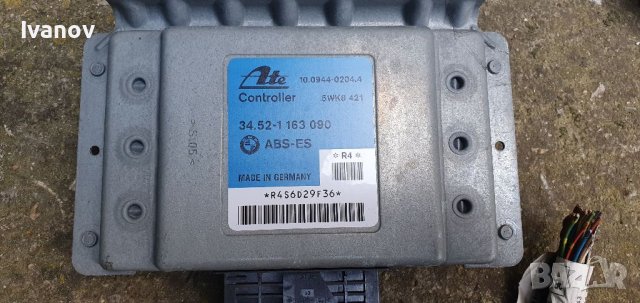 Ivanov
Ate
10.0944-0204.4
Controller
5WK8 421
34.52-1 163 090
ABS-ES
* R4 *
MADE IN GERMANY
*R4S6D29F36*
BAZAR